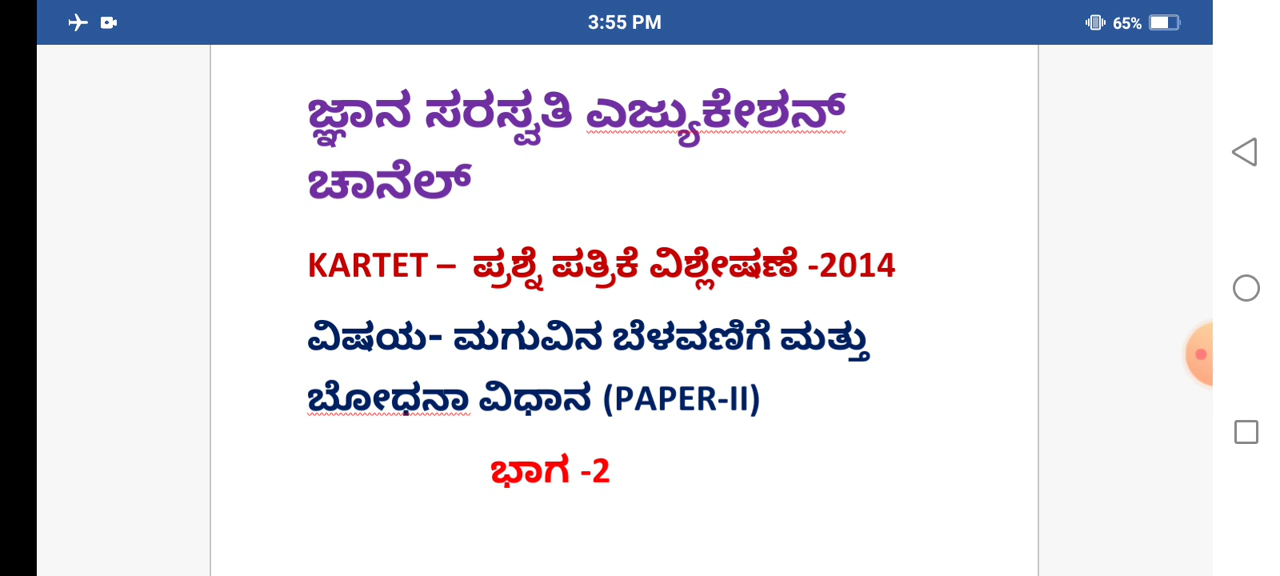 3:55 PM
65%
ಜ್ಞಾನ ಸರಸ್ವತಿ ಎಜ್ಯುಕೇಶನ್
ಚಾನೆಲ್
KARTET – ಪ್ರಶ್ನೆ ಪತ್ರಿಕೆ ವಿಶ್ಲೇಷಣೆ -2014
ವಿಷಯ- ಮಗುವಿನ ಬೆಳವಣಿಗೆ ಮತ್ತು
ಬೋಧನಾ ವಿಧಾನ (PAPER-II)
ಭಾಗ -2